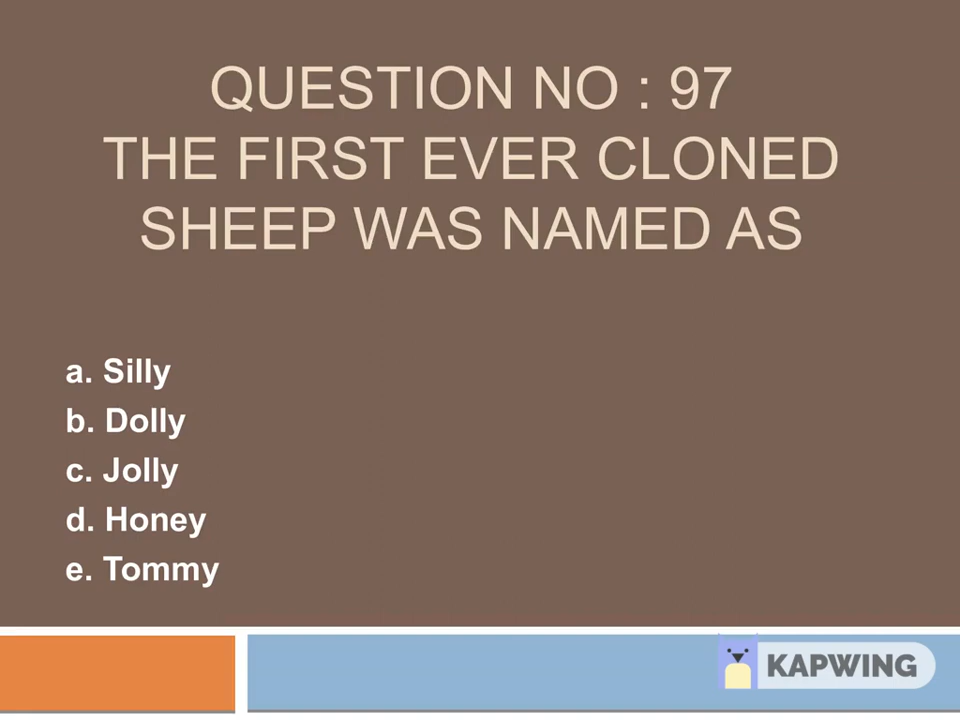 QUESTION NO : 97
THE FIRST EVER CLONED
SHEEP WAS NAMED AS
a. Silly
b. Dolly
c. Jolly
d. Honey
e. Tommy
KAPWING